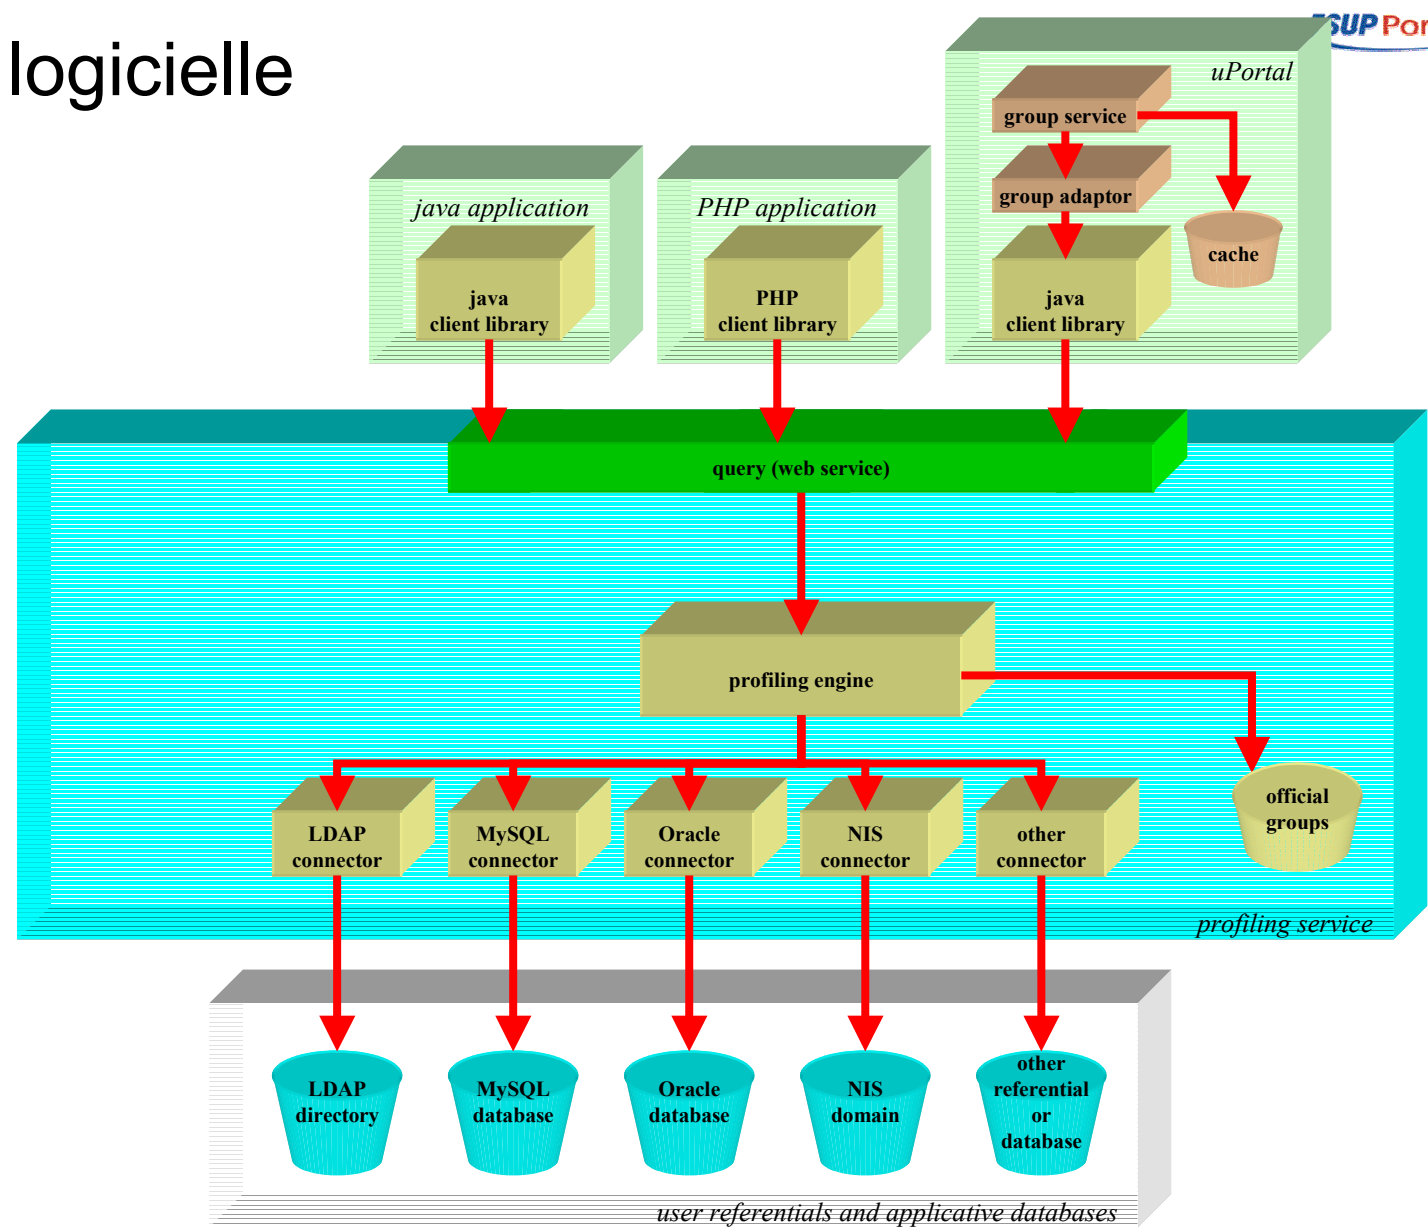 logicielle
ESUP Por
uPortal
group service
group adaptor
cache
java
client library
java application
java
client library
PHP application
PHP
client library
query (web service)
profiling engine
LDAP
connector
MySQL
connector
Oracle
connector
NIS
connector
other
connector
official
groups
profiling service
LDAP
directory
MySQL
database
Oracle
database
NIS
domain
other
referential
or
database
user referentials and applicative databases